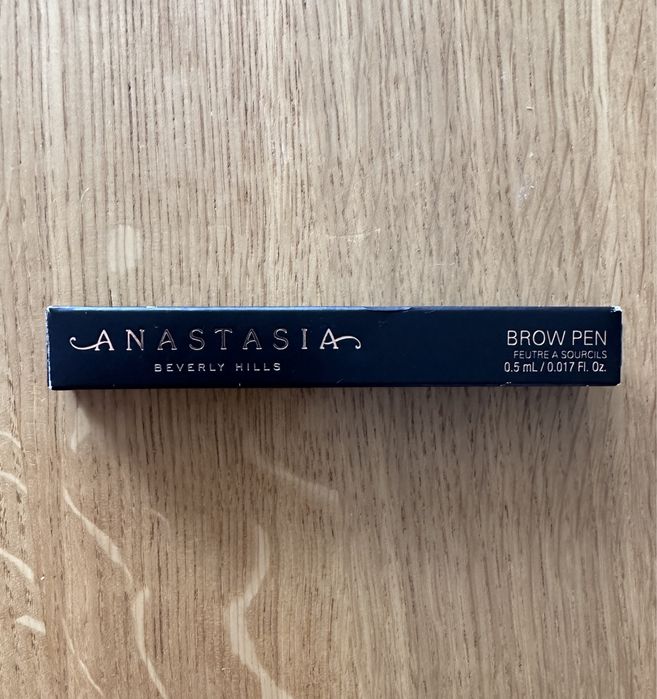 ANASTASIA
BEVERLY HILLS
BROW PEN
FEUTRE A SOURCILS
0.5 mL / 0.017 Fl. Oz.